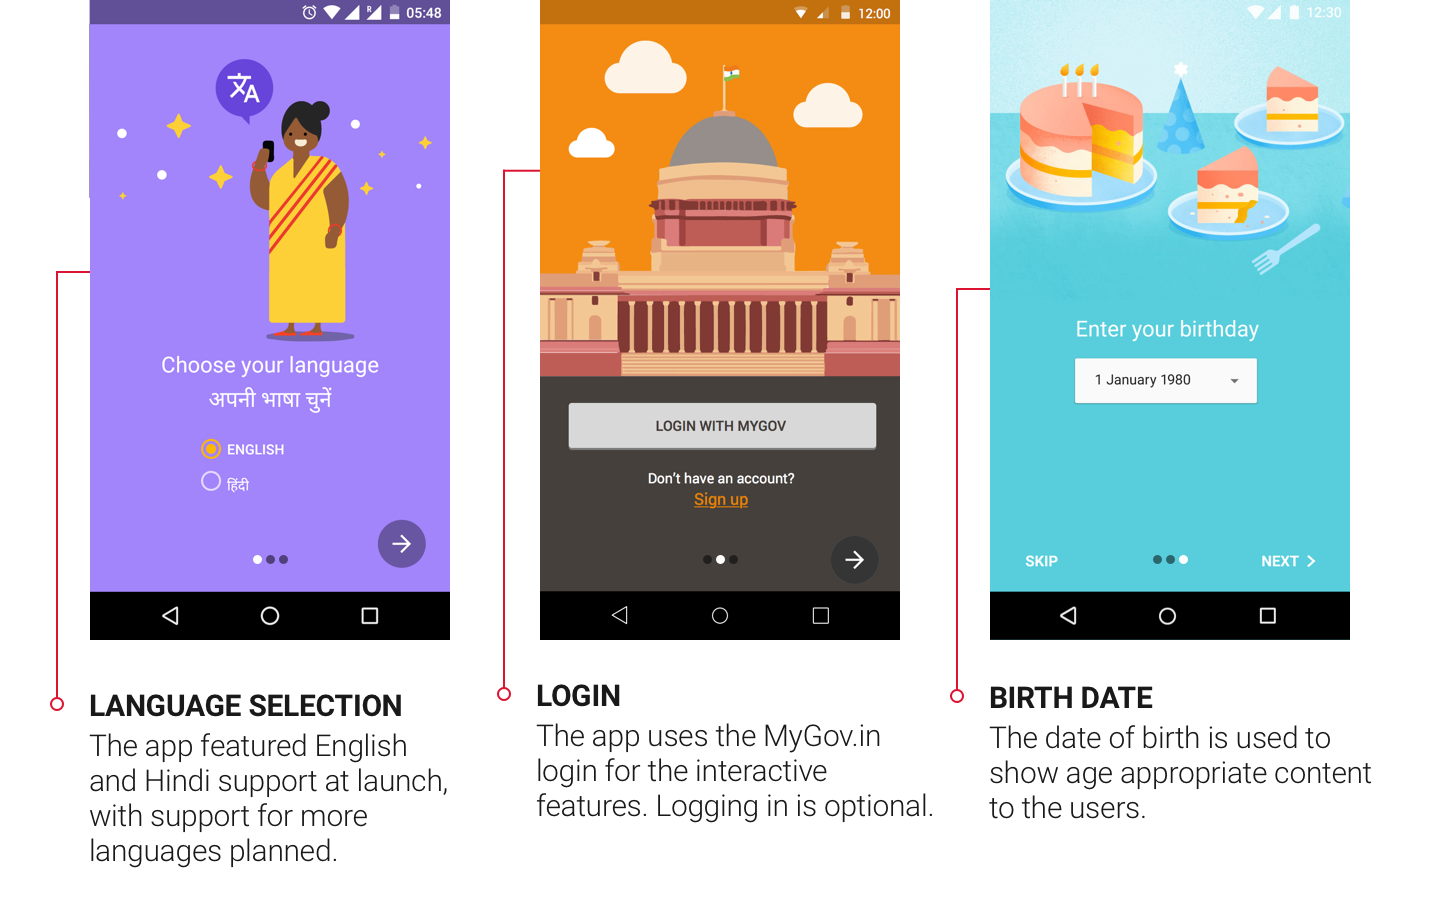 05:48
文A
Choose your language
अपनी भाषा चुनें
ENGLISH
हिंदी
LANGUAGE SELECTION
The app featured English
and Hindi support at launch,
with support for more
languages planned.
12:00
LOGIN WITH MYGOV
Don't have an account?
Sign up
LOGIN
The app uses the MyGov.in
login for the interactive
features. Logging in is optional.
12:30
Enter your birthday
1 January 1980
SKIP
NEXT
BIRTH DATE
The date of birth is used to
show age appropriate content
to the users.